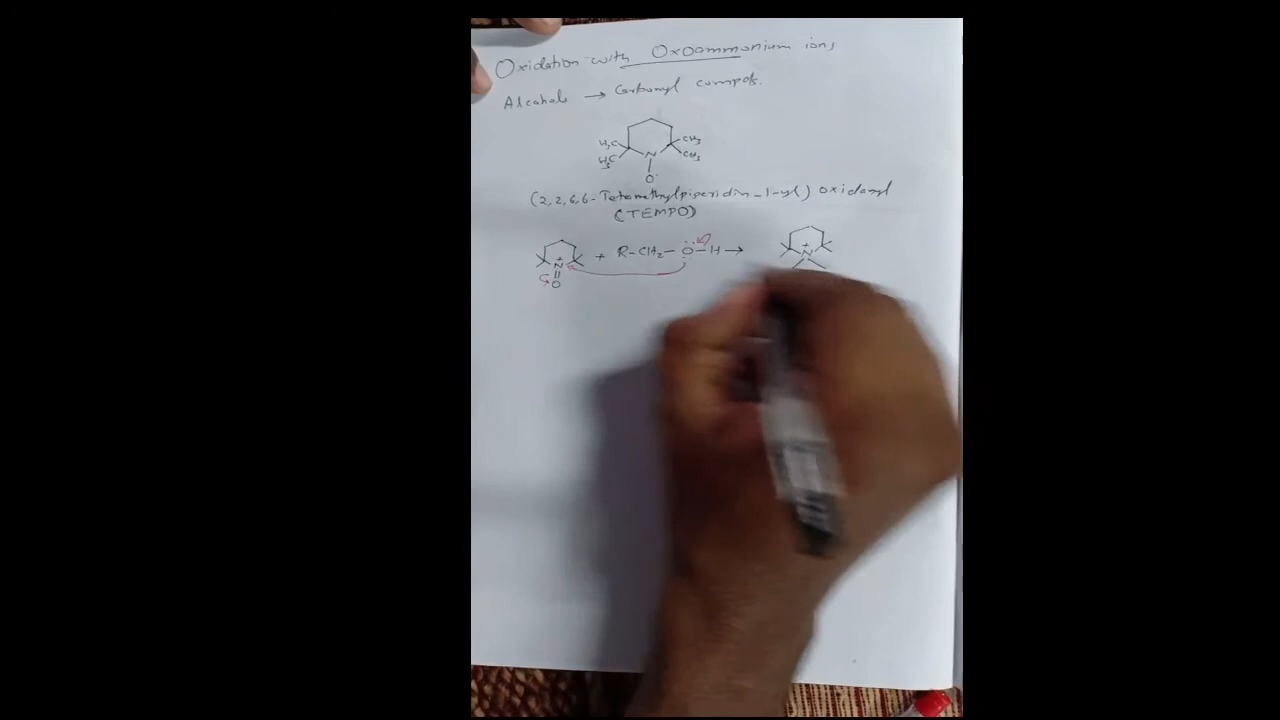 Oxidation with Oxoammonium ions
Alcohols → Carbonyl compds.
H₃C CH₃
H₃C N CH₃
O·
(2,2,6,6-Tetramethylpiperidin-1-yl) oxidanyl
(TEMPO)
N⁺ + R-CH₂-Ö-H → N⁺
O